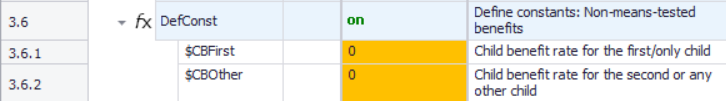 3.6 fx DefConst on Define constants: Non-means-tested
benefits
3.6.1 $CBFirst 0 Child benefit rate for the first/only child
3.6.2 $CBOther 0 Child benefit rate for the second or any
other child